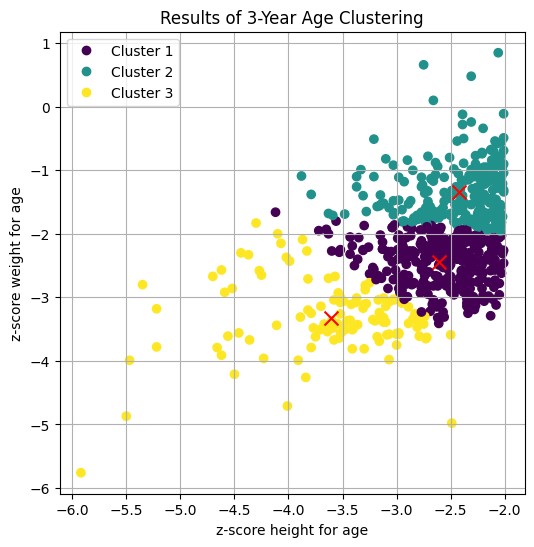 Results of 3-Year Age Clustering
Cluster 1
Cluster 2
Cluster 3
1
0
−1
−2
−3
−4
−5
−6
z-score weight for age
−6.0 −5.5 −5.0 −4.5 −4.0 −3.5 −3.0 −2.5 −2.0
z-score height for age